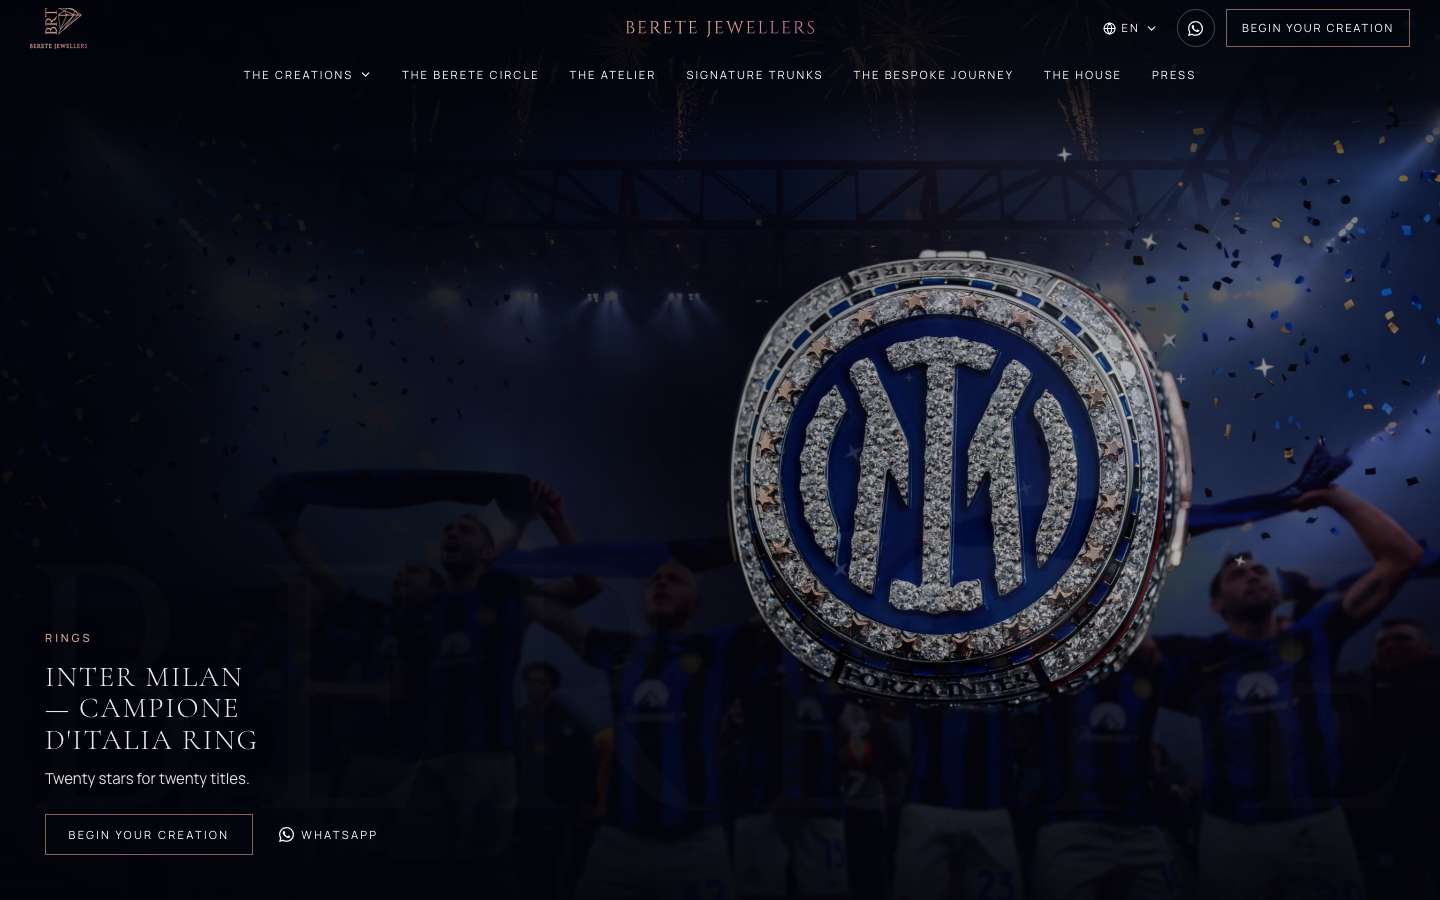 BRT
BERETE JEWELLERS
BERETE JEWELLERS
EN
BEGIN YOUR CREATION
THE CREATIONS
THE BERETE CIRCLE
THE ATELIER
SIGNATURE TRUNKS
THE BESPOKE JOURNEY
THE HOUSE
PRESS
RINGS
INTER MILAN
— CAMPIONE
D'ITALIA RING
Twenty stars for twenty titles.
BEGIN YOUR CREATION
WHATSAPP